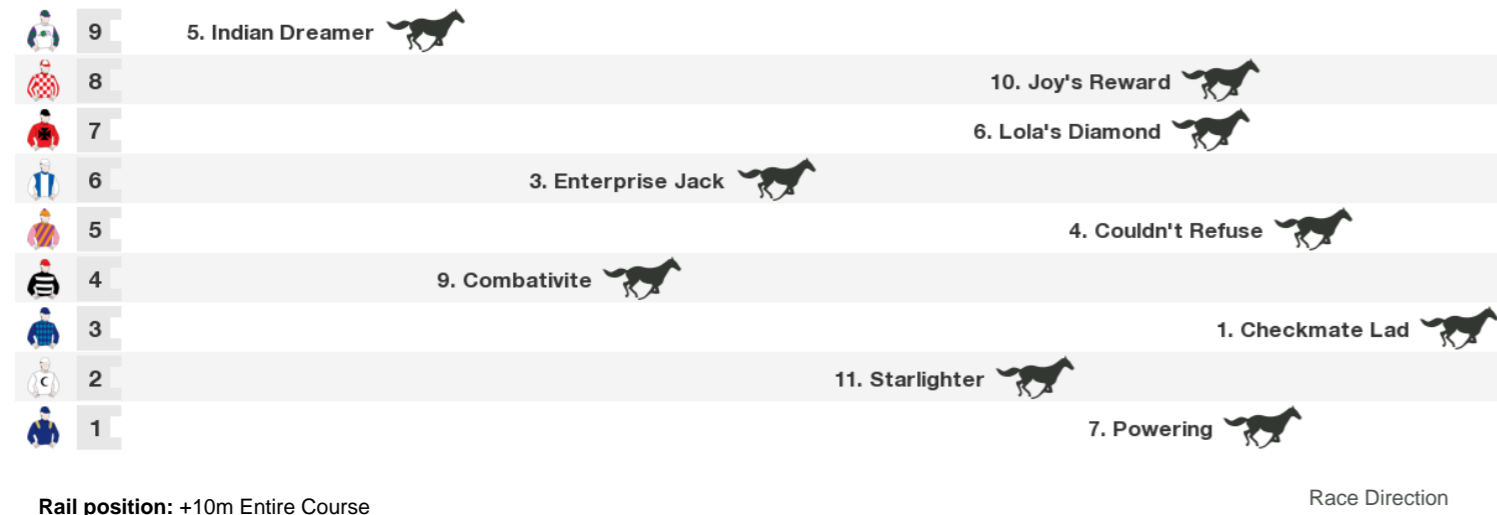 9 5. Indian Dreamer
8 10. Joy's Reward
7 6. Lola's Diamond
6 3. Enterprise Jack
5 4. Couldn't Refuse
4 9. Combativite
3 1. Checkmate Lad
2 11. Starlighter
1 7. Powering
Rail position: +10m Entire Course
Race Direction